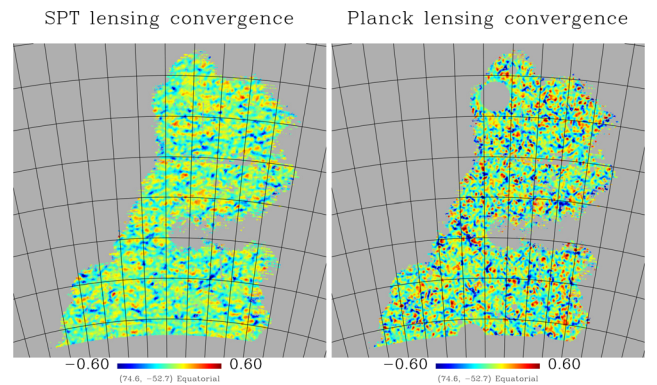 SPT lensing convergence
Planck lensing convergence
−0.60 0.60
(74.6, −52.7) Equatorial
−0.60 0.60
(74.6, −52.7) Equatorial